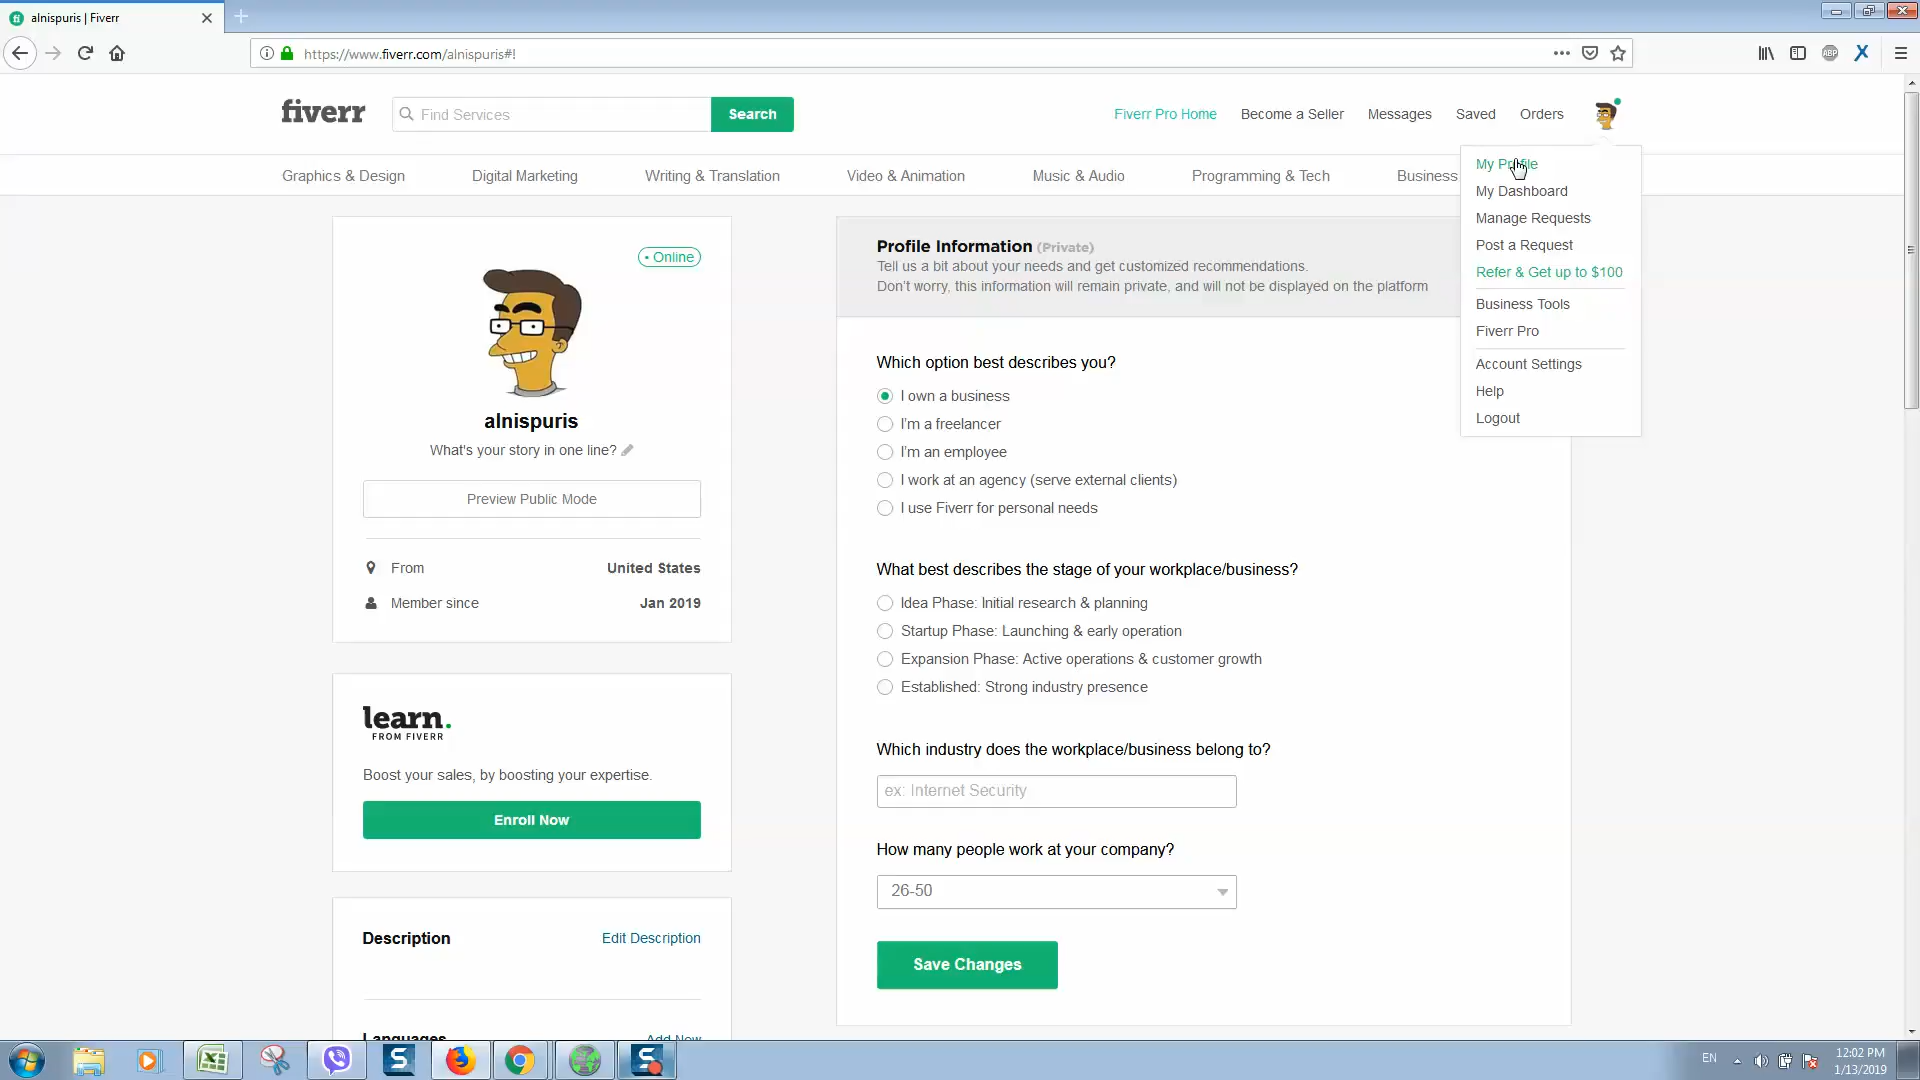 alnispuris | Fiverr
https://www.fiverr.com/alnispuris#!
ABP
fiverr
Find Services
Search
Fiverr Pro Home
Become a Seller
Messages
Saved
Orders
Graphics & Design
Digital Marketing
Writing & Translation
Video & Animation
Music & Audio
Programming & Tech
Business
My Profile
My Dashboard
Manage Requests
Post a Request
Refer & Get up to $100
Business Tools
Fiverr Pro
Account Settings
Help
Logout
• Online
alnispuris
What's your story in one line?
Preview Public Mode
From United States
Member since Jan 2019
learn.
FROM FIVERR
Boost your sales, by boosting your expertise.
Enroll Now
Description
Edit Description
Languages
Add New
Profile Information (Private)
Tell us a bit about your needs and get customized recommendations.
Don't worry, this information will remain private, and will not be displayed on the platform
Which option best describes you?
I own a business
I'm a freelancer
I'm an employee
I work at an agency (serve external clients)
I use Fiverr for personal needs
What best describes the stage of your workplace/business?
Idea Phase: Initial research & planning
Startup Phase: Launching & early operation
Expansion Phase: Active operations & customer growth
Established: Strong industry presence
Which industry does the workplace/business belong to?
ex: Internet Security
How many people work at your company?
26-50
Save Changes
EN
12:02 PM
1/13/2019